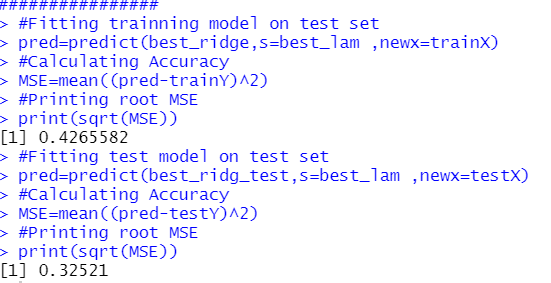 ################
> #Fitting trainning model on test set
> pred=predict(best_ridge,s=best_lam ,newx=trainX)
> #Calculating Accuracy
> MSE=mean((pred-trainY)^2)
> #Printing root MSE
> print(sqrt(MSE))
[1] 0.4265582
> #Fitting test model on test set
> pred=predict(best_ridg_test,s=best_lam ,newx=testX)
> #Calculating Accuracy
> MSE=mean((pred-testY)^2)
> #Printing root MSE
> print(sqrt(MSE))
[1] 0.32521